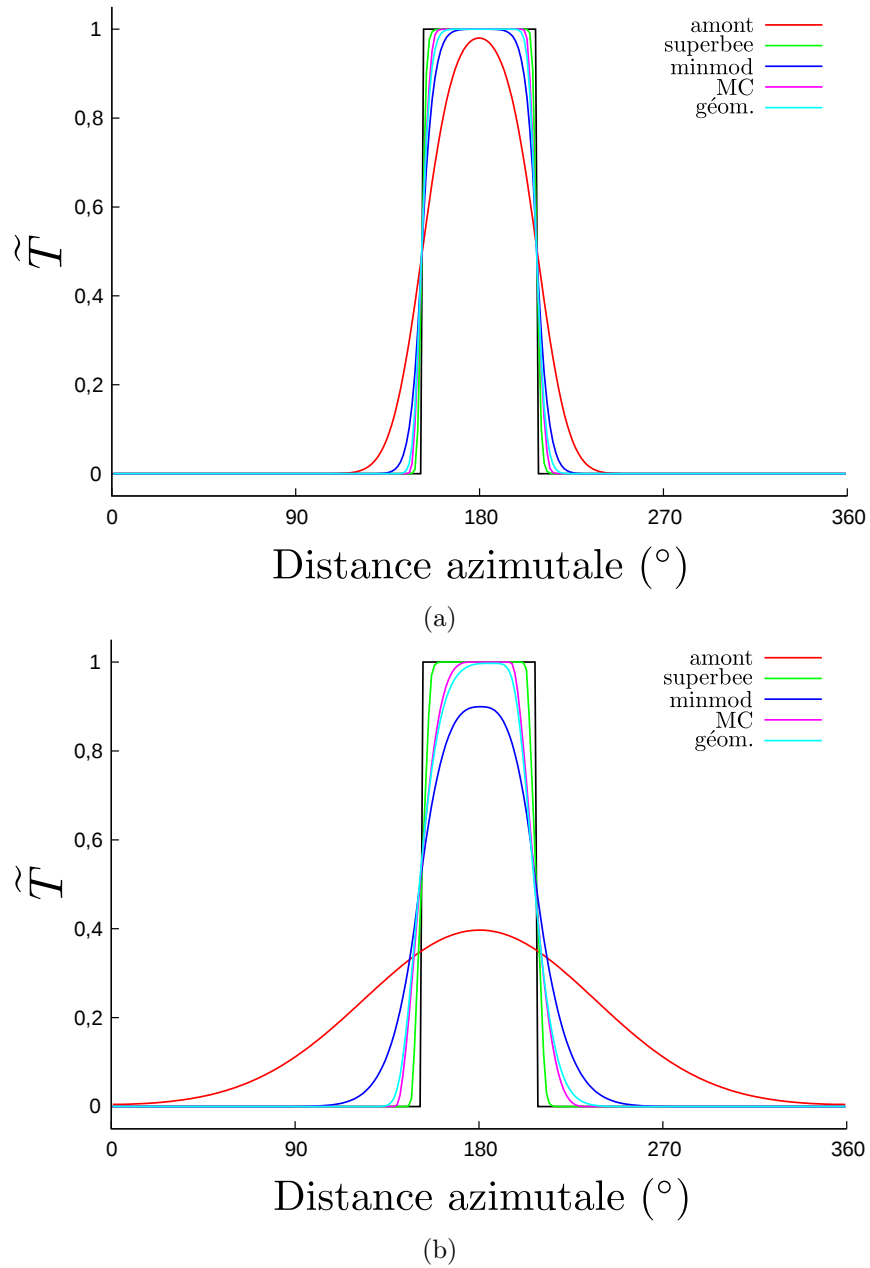 amont
superbee
minmod
MC
géom.
1
0,8
0,6
0,4
0,2
0
T̃
0 90 180 270 360
Distance azimutale (°)
(a)
amont
superbee
minmod
MC
géom.
1
0,8
0,6
0,4
0,2
0
T̃
0 90 180 270 360
Distance azimutale (°)
(b)